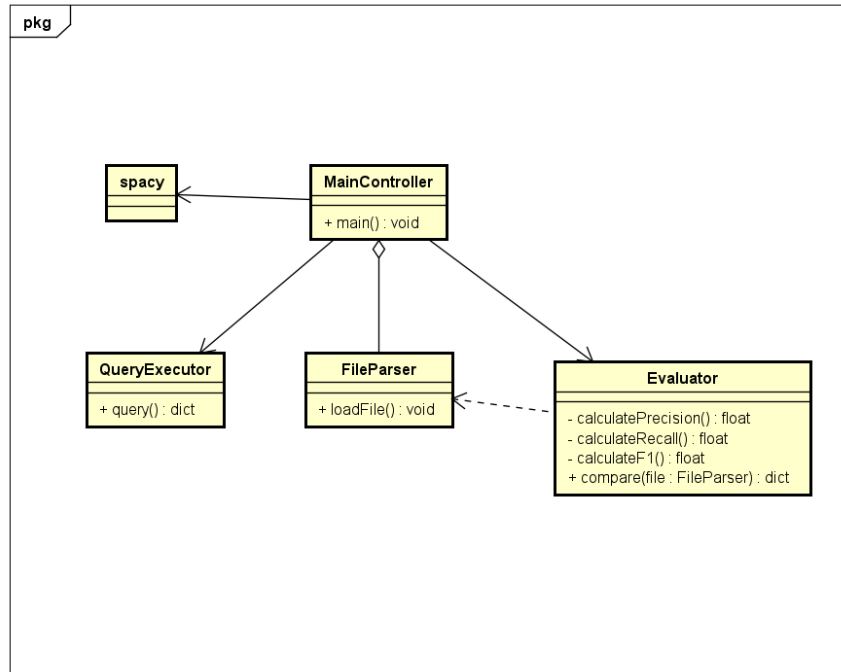 pkg
spacy
MainController
+ main() : void
QueryExecutor
+ query() : dict
FileParser
+ loadFile() : void
Evaluator
- calculatePrecision() : float
- calculateRecall() : float
- calculateF1() : float
+ compare(file : FileParser) : dict